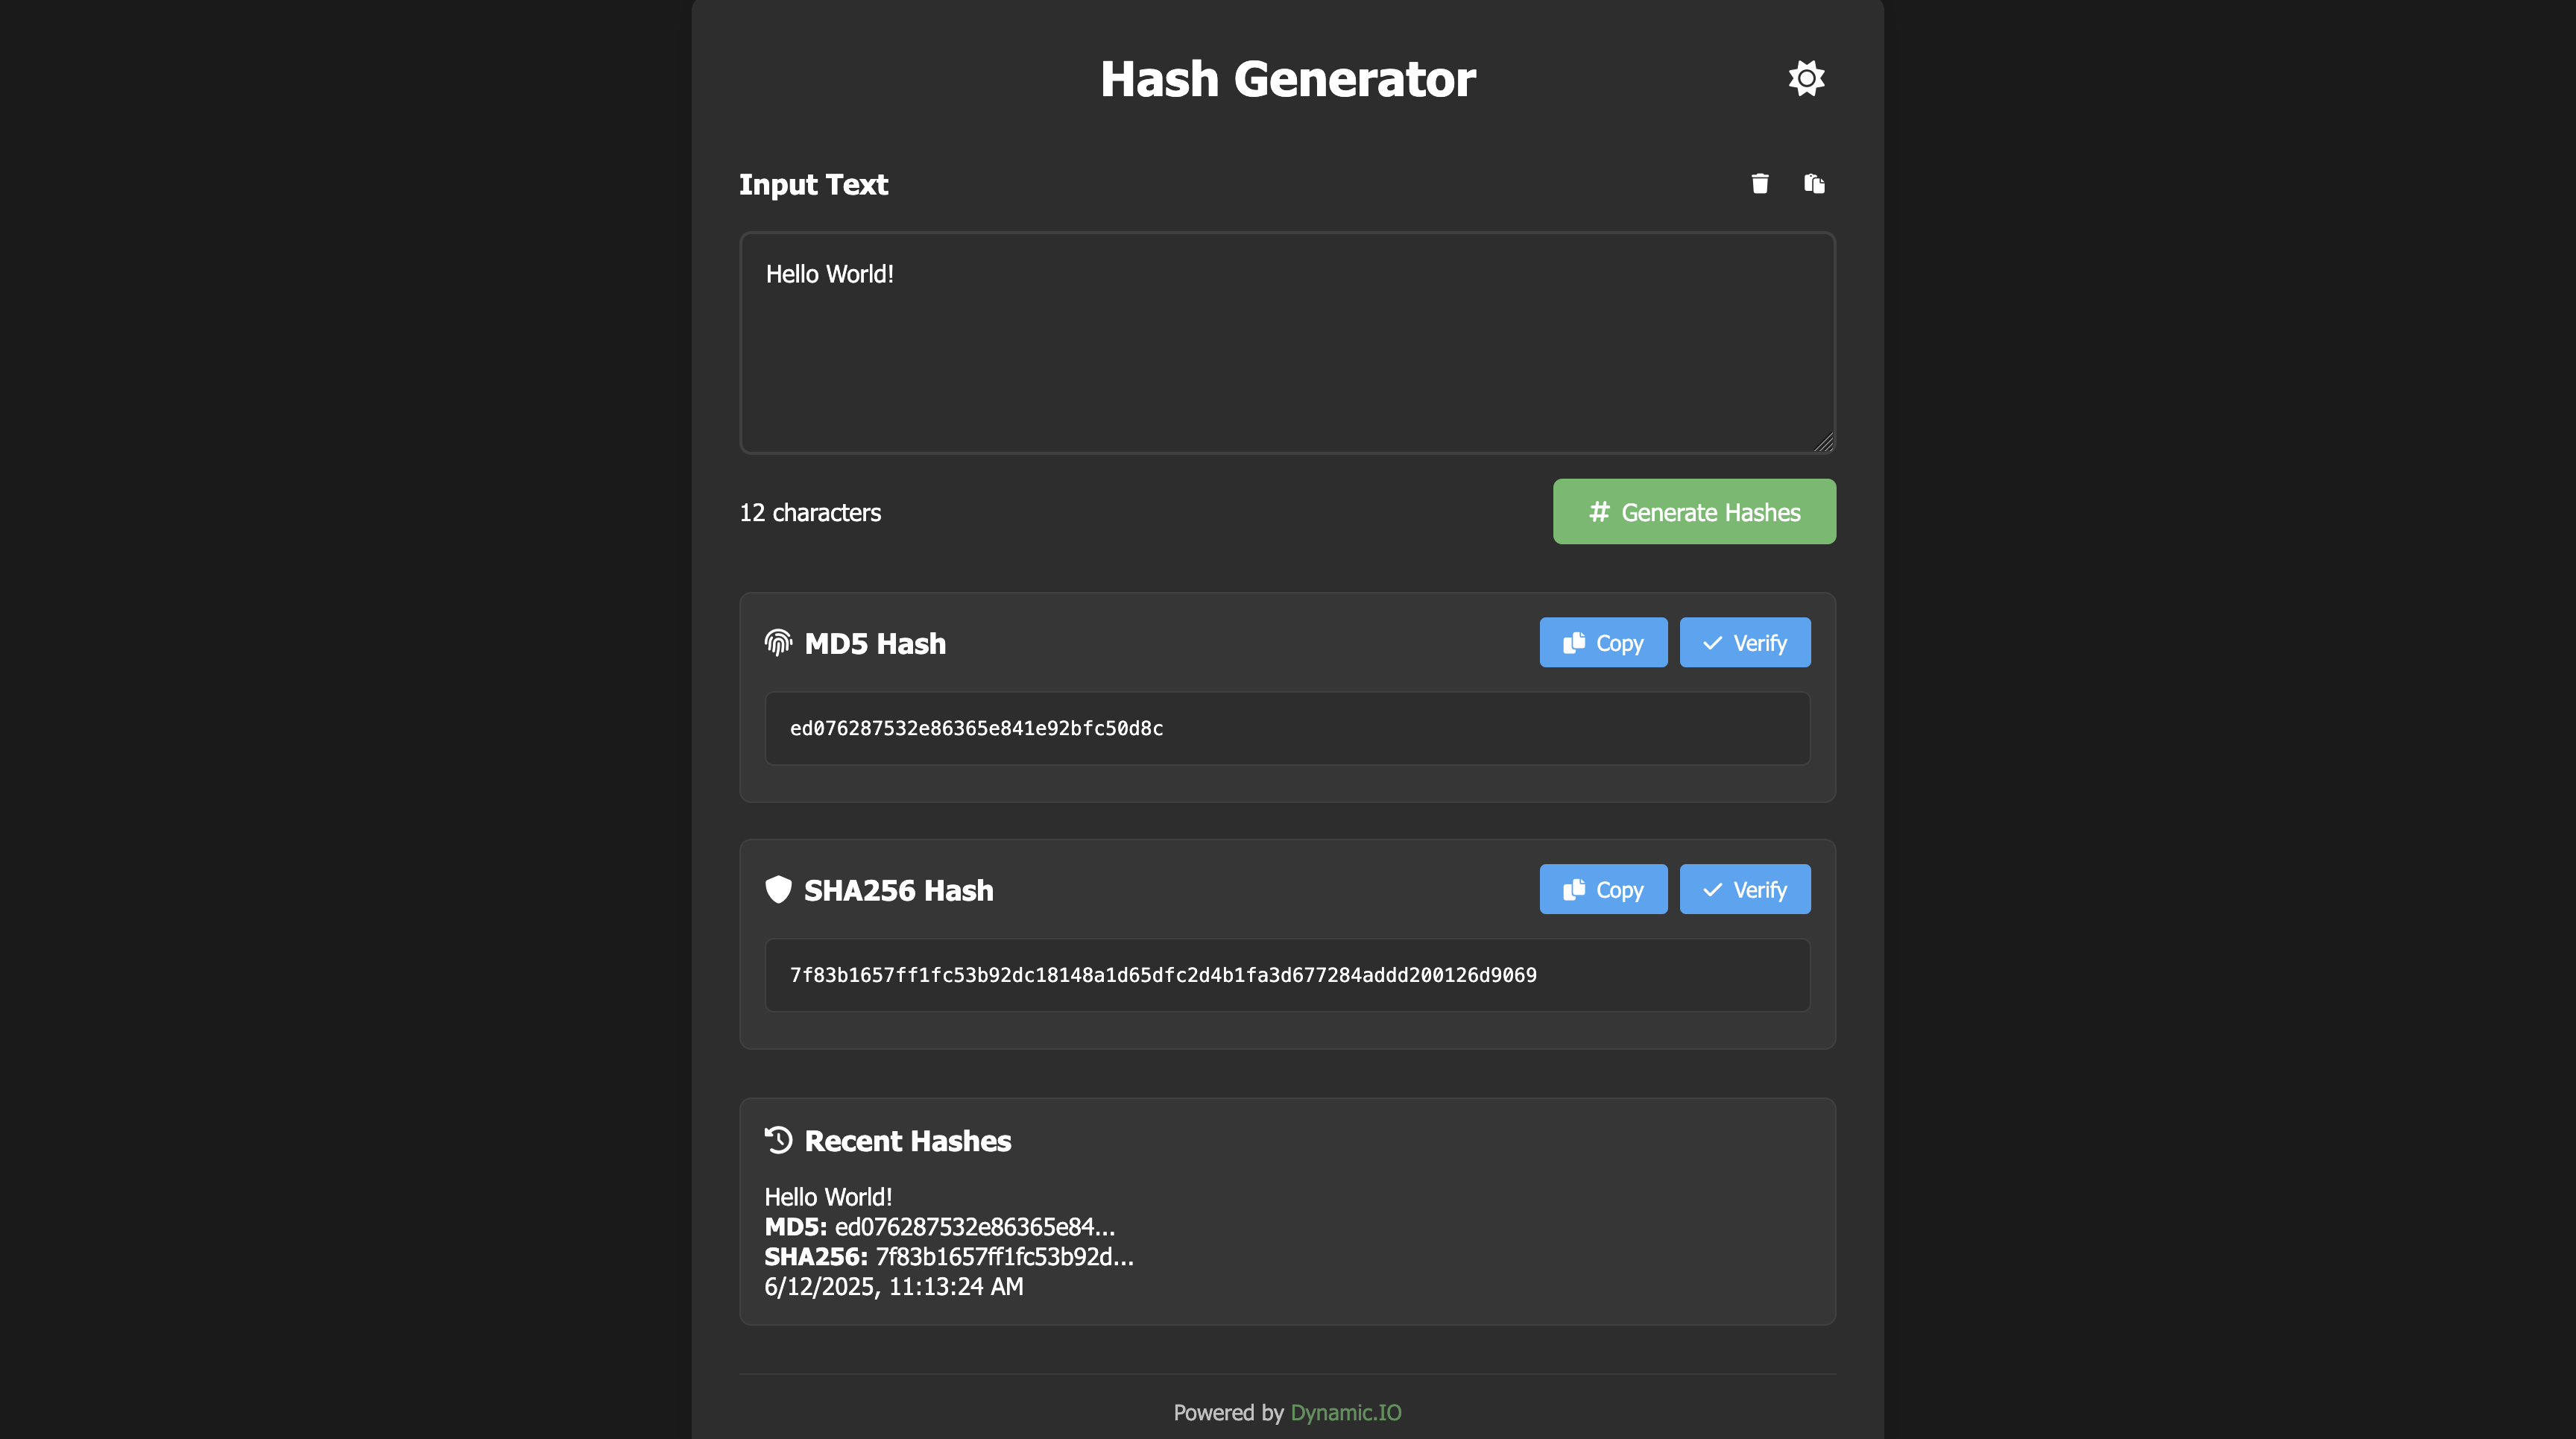 Hash Generator
Input Text
Hello World!
12 characters
# Generate Hashes
MD5 Hash
Copy
Verify
ed076287532e86365e841e92bfc50d8c
SHA256 Hash
Copy
Verify
7f83b1657ff1fc53b92dc18148a1d65dfc2d4b1fa3d677284addd200126d9069
Recent Hashes
Hello World!
MD5: ed076287532e86365e84...
SHA256: 7f83b1657ff1fc53b92d...
6/12/2025, 11:13:24 AM
Powered by Dynamic.IO